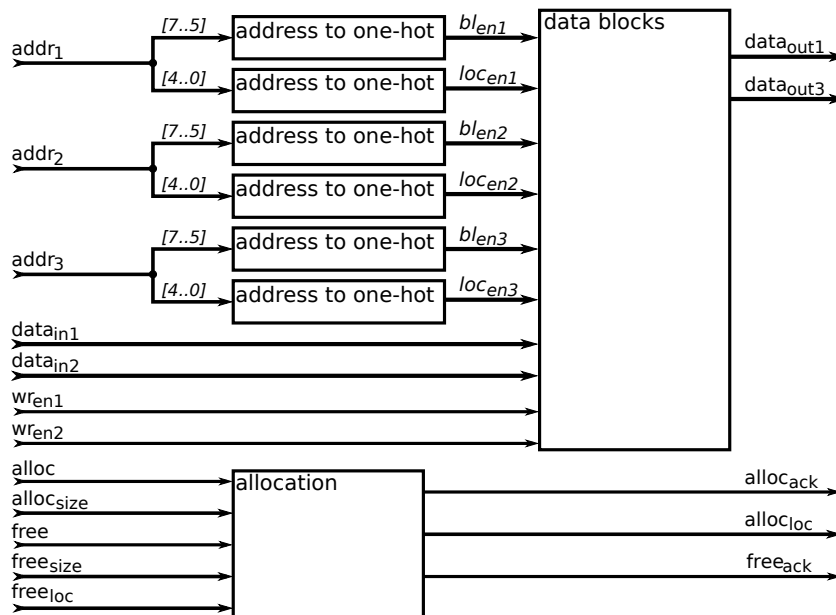 [7..5] address to one-hot bl_en1 data blocks
addr_1 data_out1
[4..0] address to one-hot loc_en1 data_out3
[7..5] address to one-hot bl_en2
addr_2
[4..0] address to one-hot loc_en2
[7..5] address to one-hot bl_en3
addr_3
[4..0] address to one-hot loc_en3
data_in1
data_in2
wr_en1
wr_en2
alloc allocation alloc_ack
alloc_size
free alloc_loc
free_size free_ack
free_loc